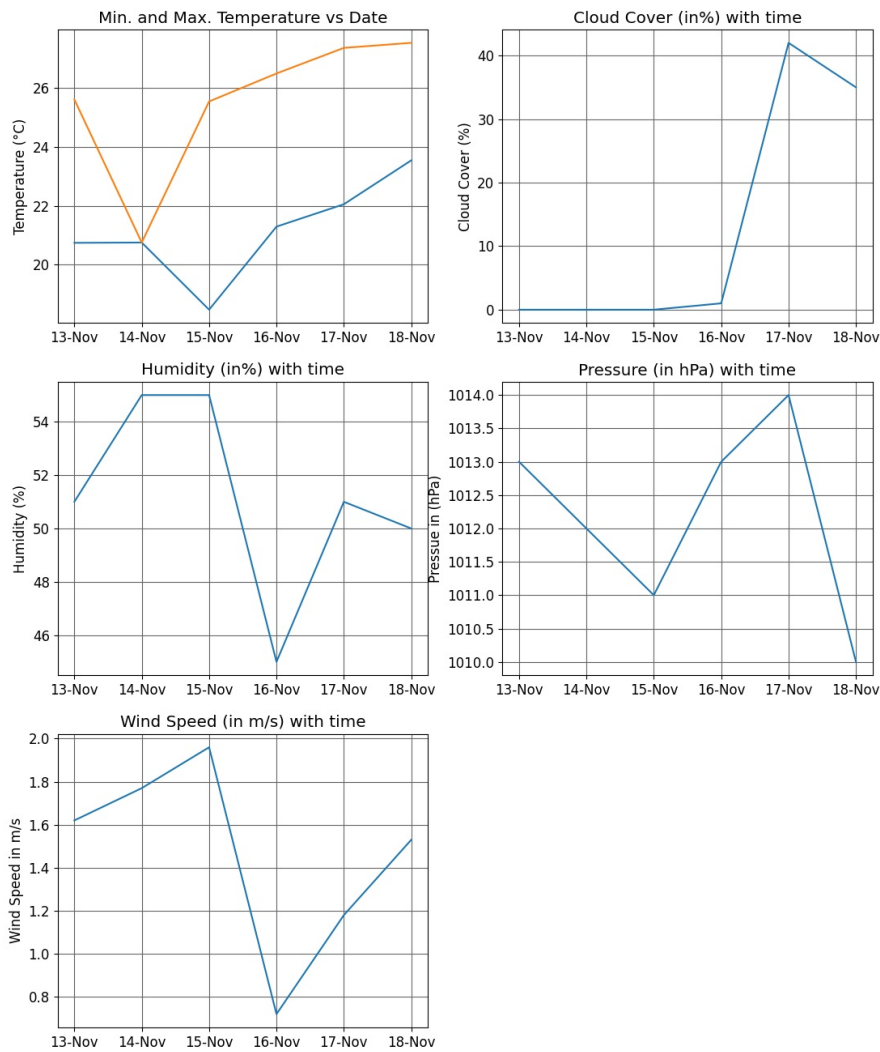 Min. and Max. Temperature vs Date
Temperature (°C)
26
24
22
20
13-Nov 14-Nov 15-Nov 16-Nov 17-Nov 18-Nov
Cloud Cover (in%) with time
Cloud Cover (%)
40
30
20
10
0
13-Nov 14-Nov 15-Nov 16-Nov 17-Nov 18-Nov
Humidity (in%) with time
Humidity (%)
54
52
50
48
46
13-Nov 14-Nov 15-Nov 16-Nov 17-Nov 18-Nov
Pressure (in hPa) with time
Pressue in (hPa)
1014.0
1013.5
1013.0
1012.5
1012.0
1011.5
1011.0
1010.5
1010.0
13-Nov 14-Nov 15-Nov 16-Nov 17-Nov 18-Nov
Wind Speed (in m/s) with time
Wind Speed in m/s
2.0
1.8
1.6
1.4
1.2
1.0
0.8
13-Nov 14-Nov 15-Nov 16-Nov 17-Nov 18-Nov